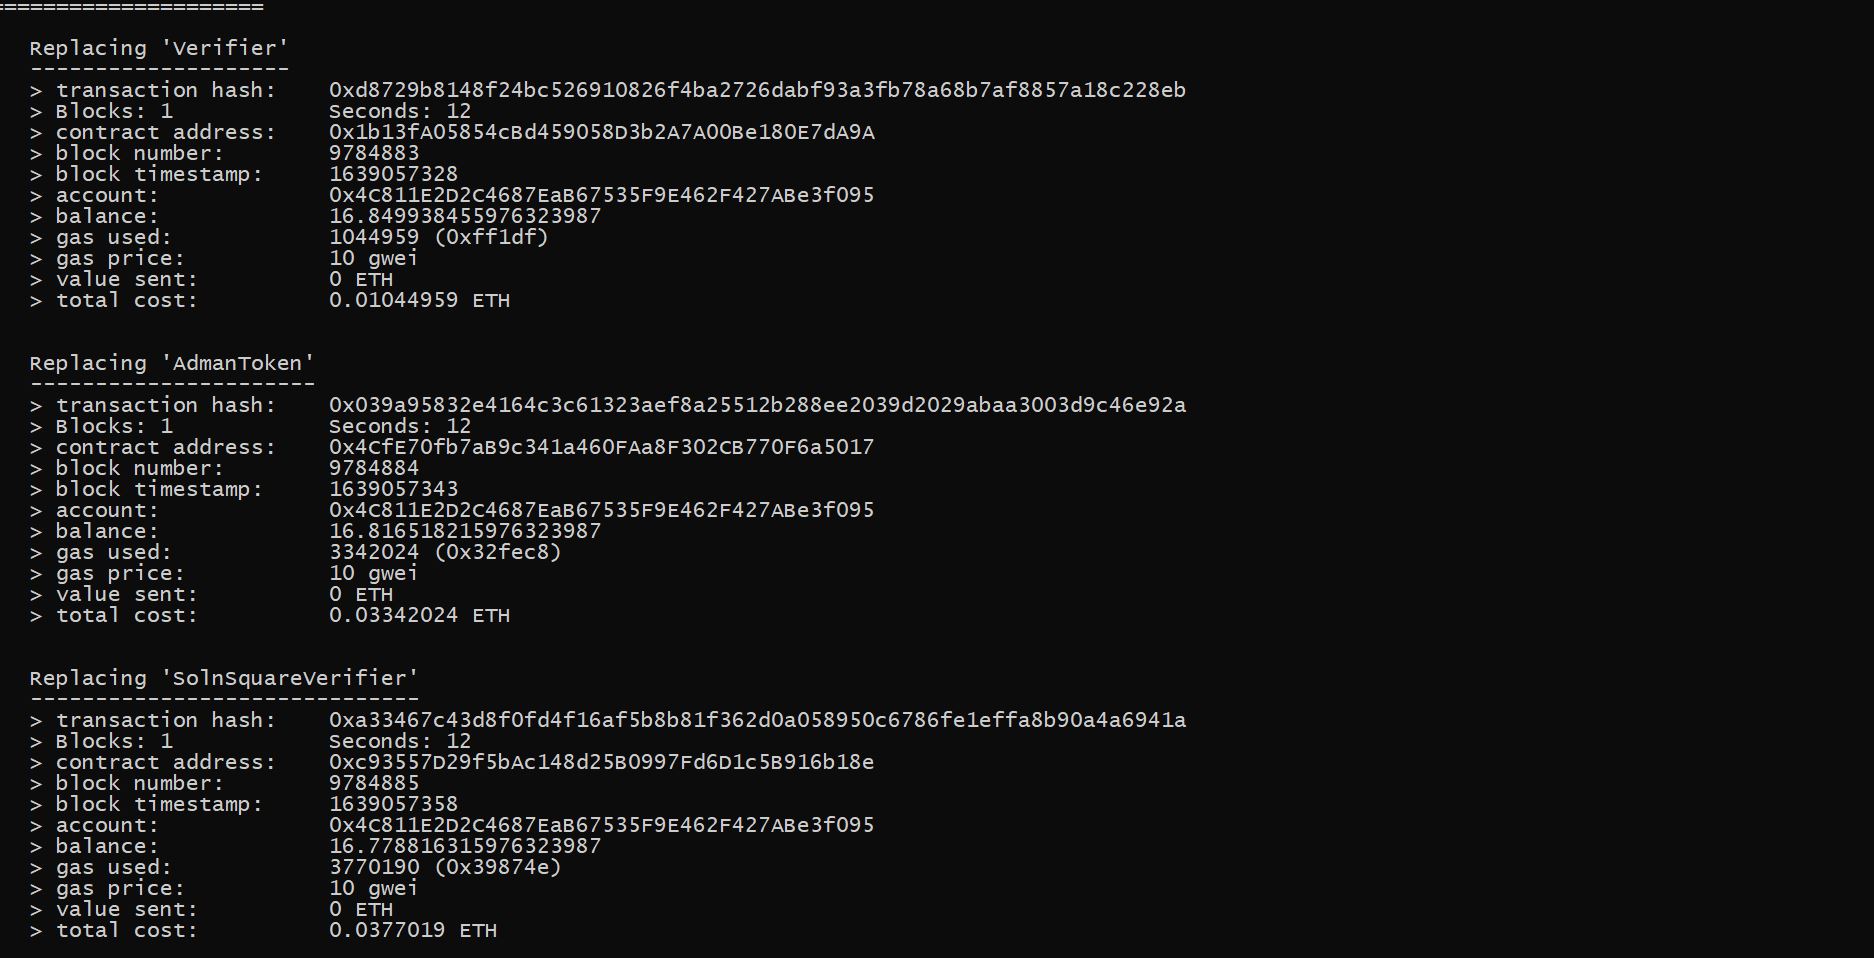 =====================
Replacing 'Verifier'
--------------------
> transaction hash:    0xd8729b8148f24bc526910826f4ba2726dabf93a3fb78a68b7af8857a18c228eb
> Blocks: 1            Seconds: 12
> contract address:    0x1b13fA05854cBd459058D3b2A7A00Be180E7dA9A
> block number:        9784883
> block timestamp:     1639057328
> account:             0x4C811E2D2C4687EaB67535F9E462F427ABe3f095
> balance:             16.849938455976323987
> gas used:            1044959 (0xff1df)
> gas price:           10 gwei
> value sent:          0 ETH
> total cost:          0.01044959 ETH
Replacing 'AdmanToken'
----------------------
> transaction hash:    0x039a95832e4164c3c61323aef8a25512b288ee2039d2029abaa3003d9c46e92a
> Blocks: 1            Seconds: 12
> contract address:    0x4CfE70fb7aB9c341a460FAa8F302CB770F6a5017
> block number:        9784884
> block timestamp:     1639057343
> account:             0x4C811E2D2C4687EaB67535F9E462F427ABe3f095
> balance:             16.816518215976323987
> gas used:            3342024 (0x32fec8)
> gas price:           10 gwei
> value sent:          0 ETH
> total cost:          0.03342024 ETH
Replacing 'SolnSquareVerifier'
------------------------------
> transaction hash:    0xa33467c43d8f0fd4f16af5b8b81f362d0a058950c6786fe1effa8b90a4a6941a
> Blocks: 1            Seconds: 12
> contract address:    0xc93557D29f5bAc148d25B0997Fd6D1c5B916b18e
> block number:        9784885
> block timestamp:     1639057358
> account:             0x4C811E2D2C4687EaB67535F9E462F427ABe3f095
> balance:             16.778816315976323987
> gas used:            3770190 (0x39874e)
> gas price:           10 gwei
> value sent:          0 ETH
> total cost:          0.0377019 ETH